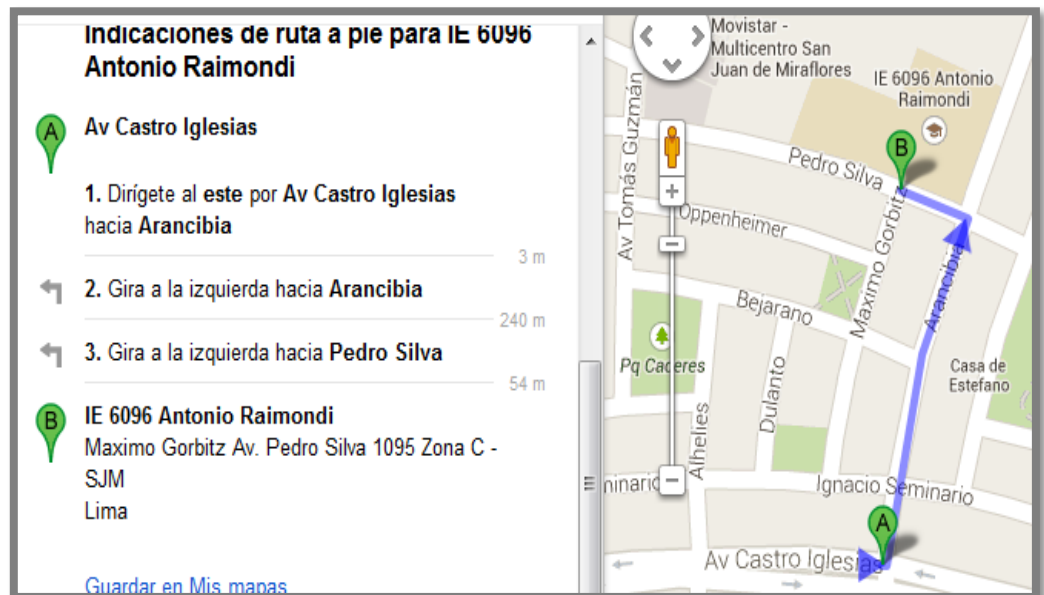 Indicaciones de ruta a pie para IE 6096
Antonio Raimondi
A
Av Castro Iglesias
1. Dirígete al este por Av Castro Iglesias
hacia Arancibia
3 m
2. Gira a la izquierda hacia Arancibia
240 m
3. Gira a la izquierda hacia Pedro Silva
54 m
B
IE 6096 Antonio Raimondi
Maximo Gorbitz Av. Pedro Silva 1095 Zona C -
SJM
Lima
Guardar en Mis mapas
Movistar -
Multicentro San
Juan de Miraflores
IE 6096 Antonio
Raimondi
B
Pedro Silva
Av Tomás Guzmán
Oppenheimer
Maximo Gorbitz
Arancibia
Bejarano
Pq Caceres
Casa de
Estefano
Dulanto
Alhelies
Ignacio Seminario
ninario
A
Av Castro Iglesias